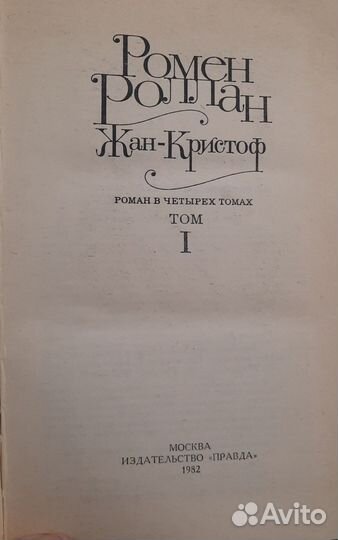 Ромен
Роллан
Жан-Кристоф
РОМАН В ЧЕТЫРЕХ ТОМАХ
ТОМ
I
МОСКВА
ИЗДАТЕЛЬСТВО «ПРАВДА»
1982
Avito